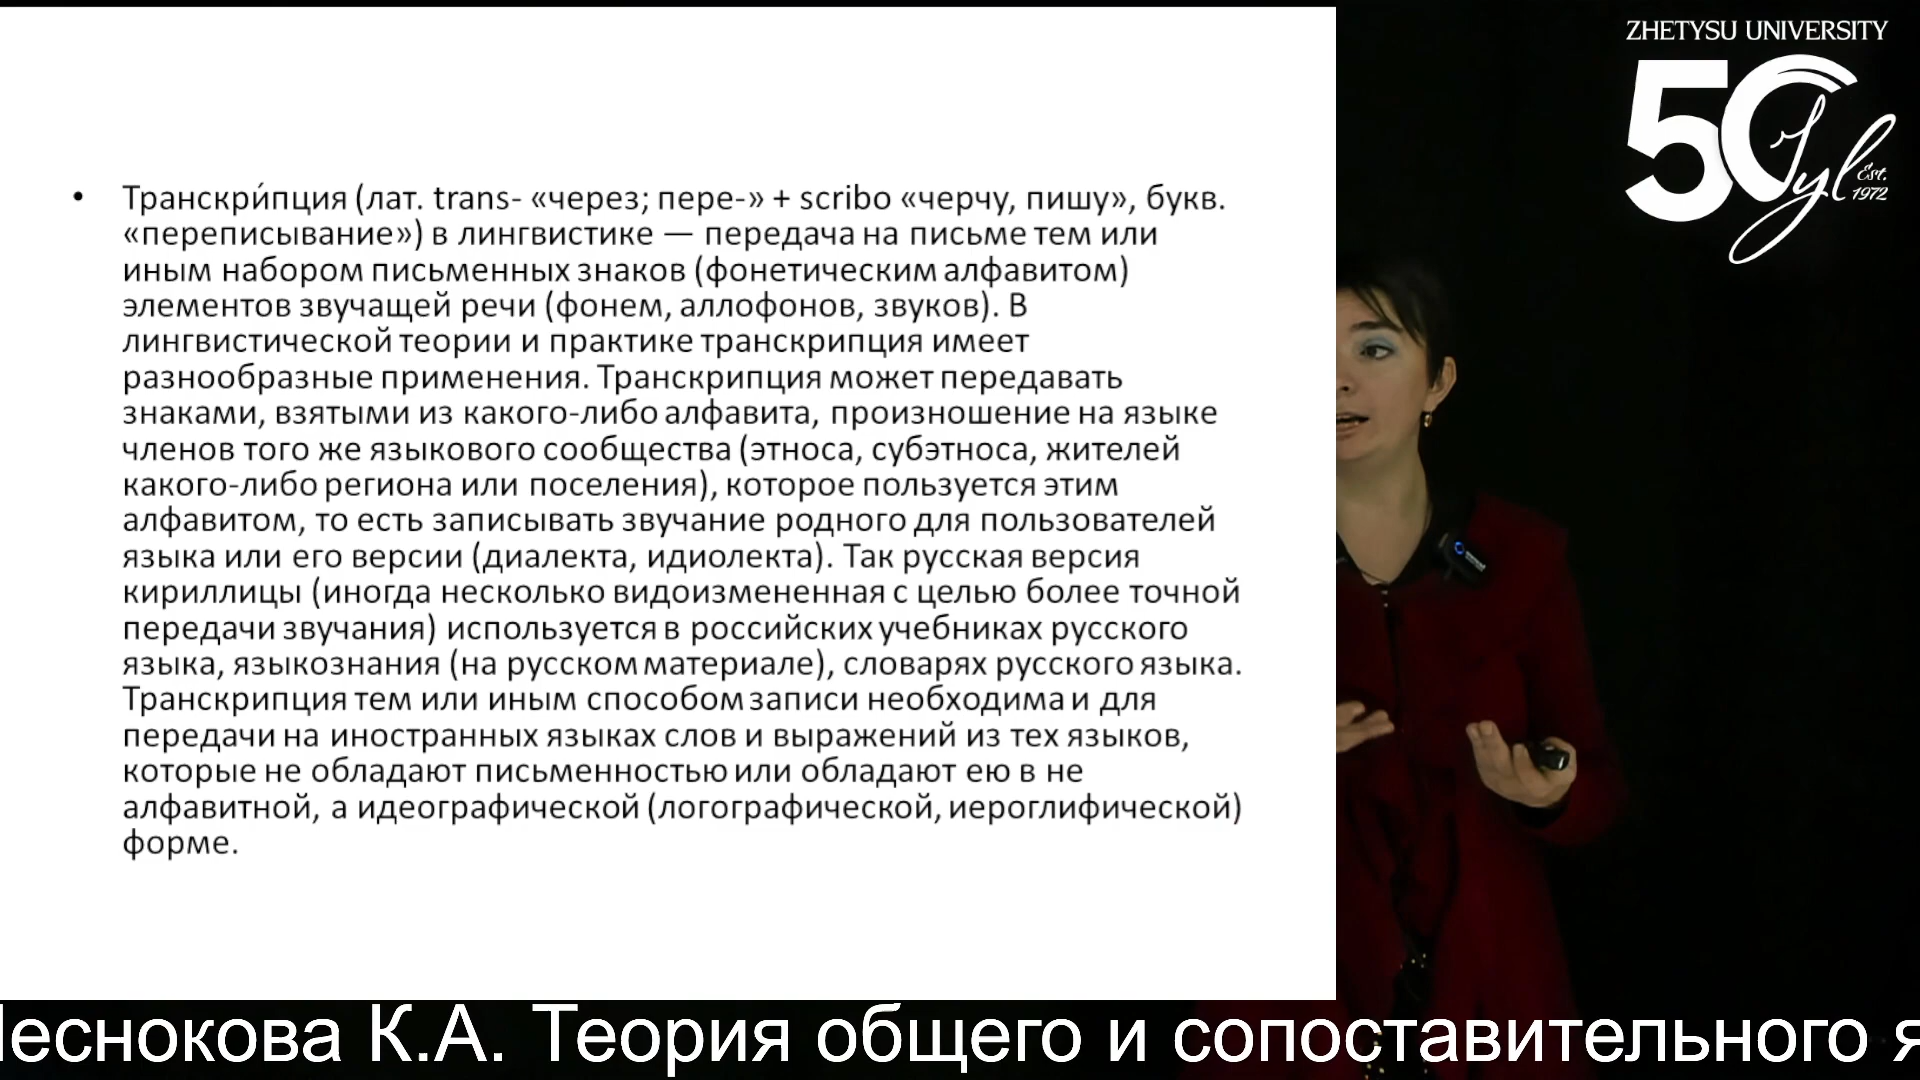 ZHETYSU UNIVERSITY
50 Jyl
Est.
1972
• Транскри́пция (лат. trans- «через; пере-» + scribo «черчу, пишу», букв.
«переписывание») в лингвистике — передача на письме тем или
иным набором письменных знаков (фонетическим алфавитом)
элементов звучащей речи (фонем, аллофонов, звуков). В
лингвистической теории и практике транскрипция имеет
разнообразные применения. Транскрипция может передавать
знаками, взятыми из какого-либо алфавита, произношение на языке
членов того же языкового сообщества (этноса, субэтноса, жителей
какого-либо региона или поселения), которое пользуется этим
алфавитом, то есть записывать звучание родного для пользователей
языка или его версии (диалекта, идиолекта). Так русская версия
кириллицы (иногда несколько видоизмененная с целью более точной
передачи звучания) используется в российских учебниках русского
языка, языкознания (на русском материале), словарях русского языка.
Транскрипция тем или иным способом записи необходима и для
передачи на иностранных языках слов и выражений из тех языков,
которые не обладают письменностью или обладают ею в не
алфавитной, а идеографической (логографической, иероглифической)
форме.
Чеснокова К.А. Теория общего и сопоставительного я